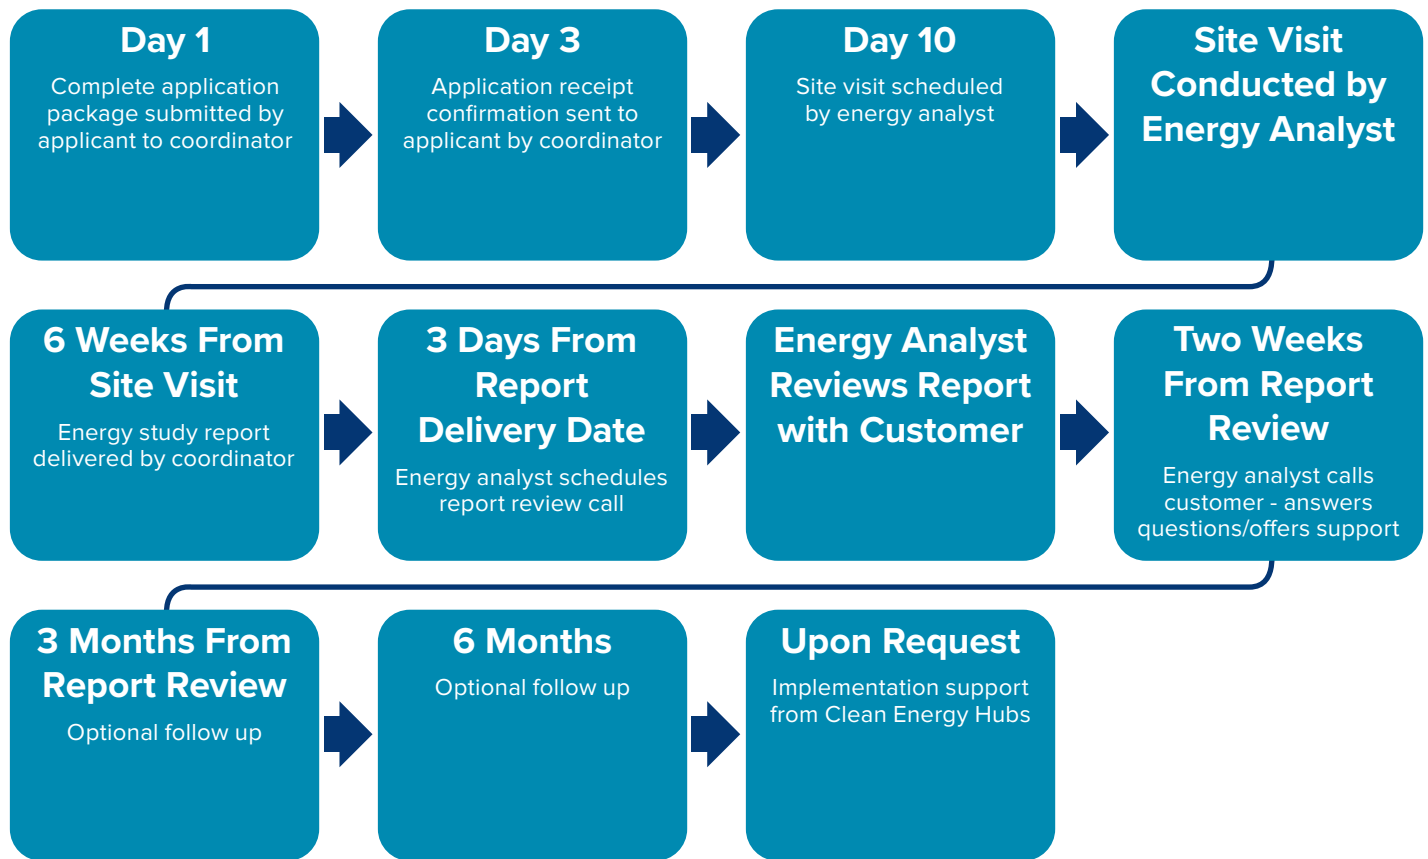 Day 1
Complete application
package submitted by
applicant to coordinator
Day 3
Application receipt
confirmation sent to
applicant by coordinator
Day 10
Site visit scheduled
by energy analyst
Site Visit
Conducted by
Energy Analyst
6 Weeks From
Site Visit
Energy study report
delivered by coordinator
3 Days From
Report
Delivery Date
Energy analyst schedules
report review call
Energy Analyst
Reviews Report
with Customer
Two Weeks
From Report
Review
Energy analyst calls
customer - answers
questions/offers support
3 Months From
Report Review
Optional follow up
6 Months
Optional follow up
Upon Request
Implementation support
from Clean Energy Hubs